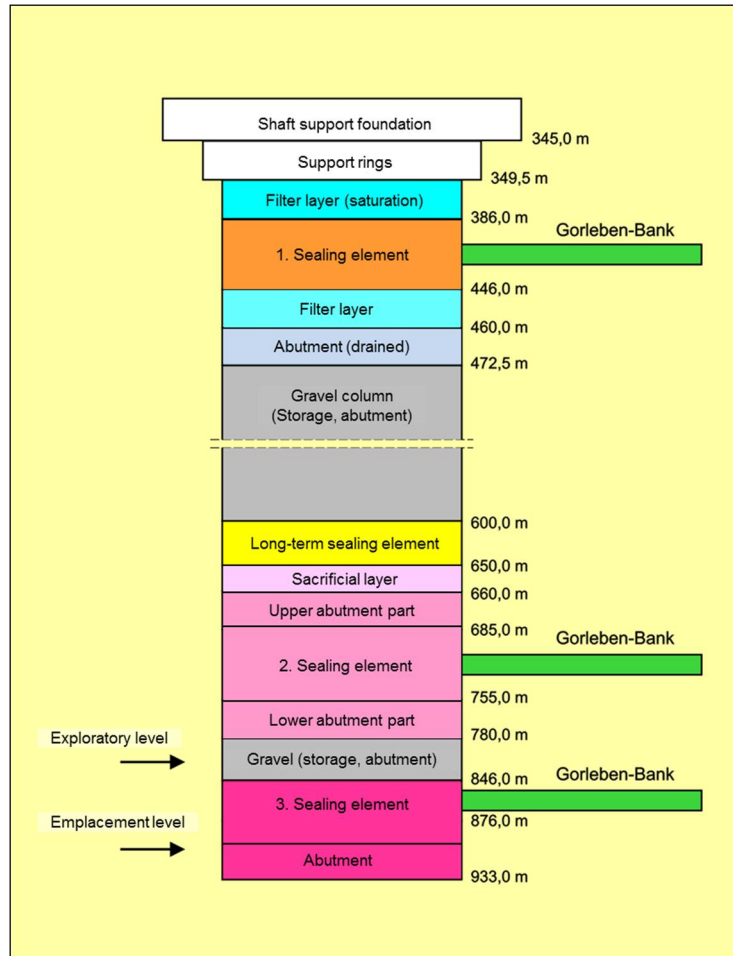 Shaft support foundation
345,0 m
Support rings
349,5 m
Filter layer (saturation)
386,0 m
Gorleben-Bank
1. Sealing element
446,0 m
Filter layer
460,0 m
Abutment (drained)
472,5 m
Gravel column
(Storage, abutment)
600,0 m
Long-term sealing element
650,0 m
Sacrificial layer
660,0 m
Upper abutment part
685,0 m
Gorleben-Bank
2. Sealing element
755,0 m
Lower abutment part
780,0 m
Exploratory level
Gravel (storage, abutment)
846,0 m
Gorleben-Bank
3. Sealing element
876,0 m
Emplacement level
Abutment
933,0 m